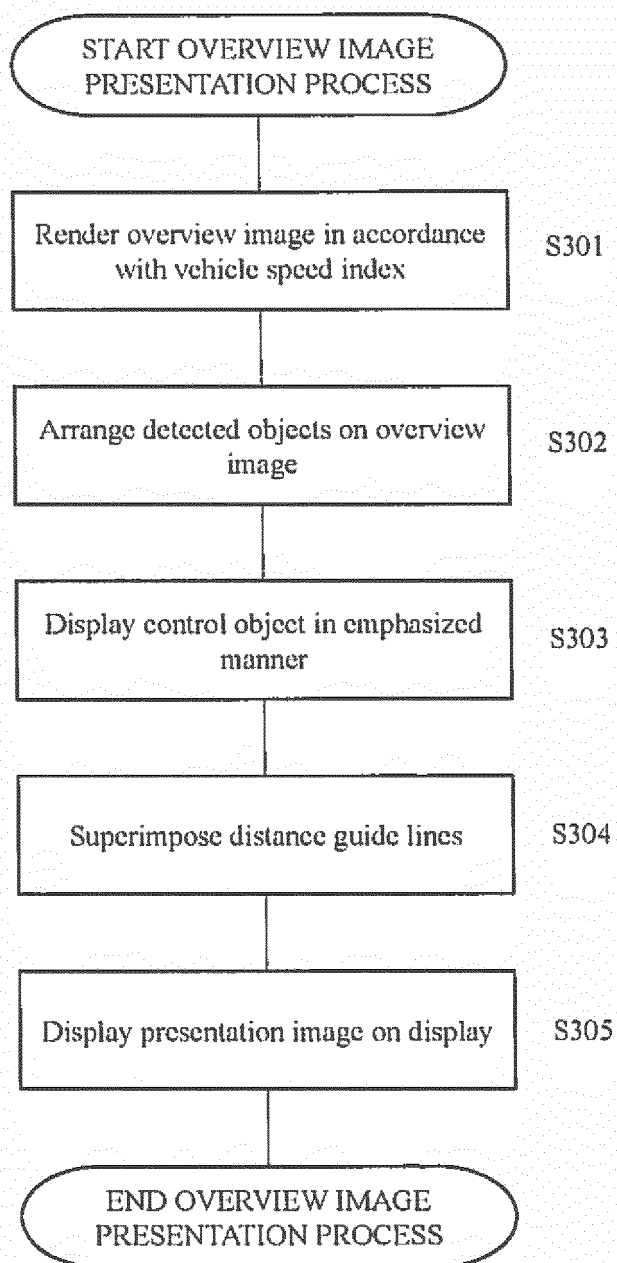 START OVERVIEW IMAGE
PRESENTATION PROCESS
Render overview image in accordance
with vehicle speed index
S301
Arrange detected objects on overview
image
S302
Display control object in emphasized
manner
S303
Superimpose distance guide lines
S304
Display presentation image on display
S305
END OVERVIEW IMAGE
PRESENTATION PROCESS